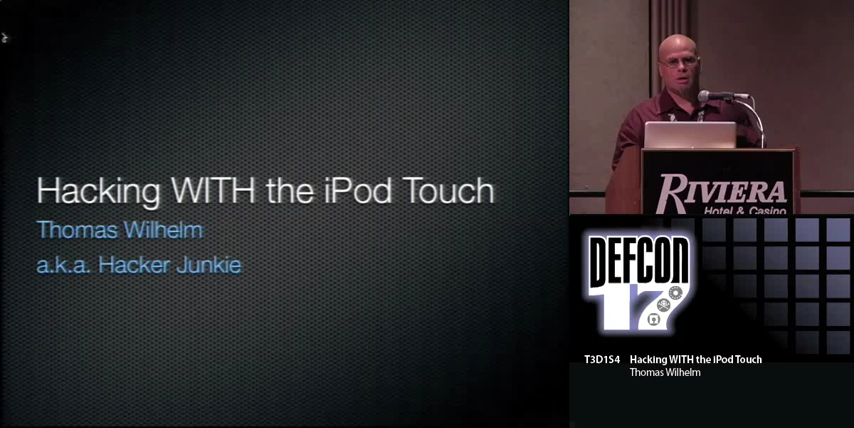 Hacking WITH the iPod Touch
Thomas Wilhelm
a.k.a. Hacker Junkie
RIVIERA
Hotel & Casino
DEFCON
17
T3D1S4 Hacking WITH the iPod Touch
Thomas Wilhelm